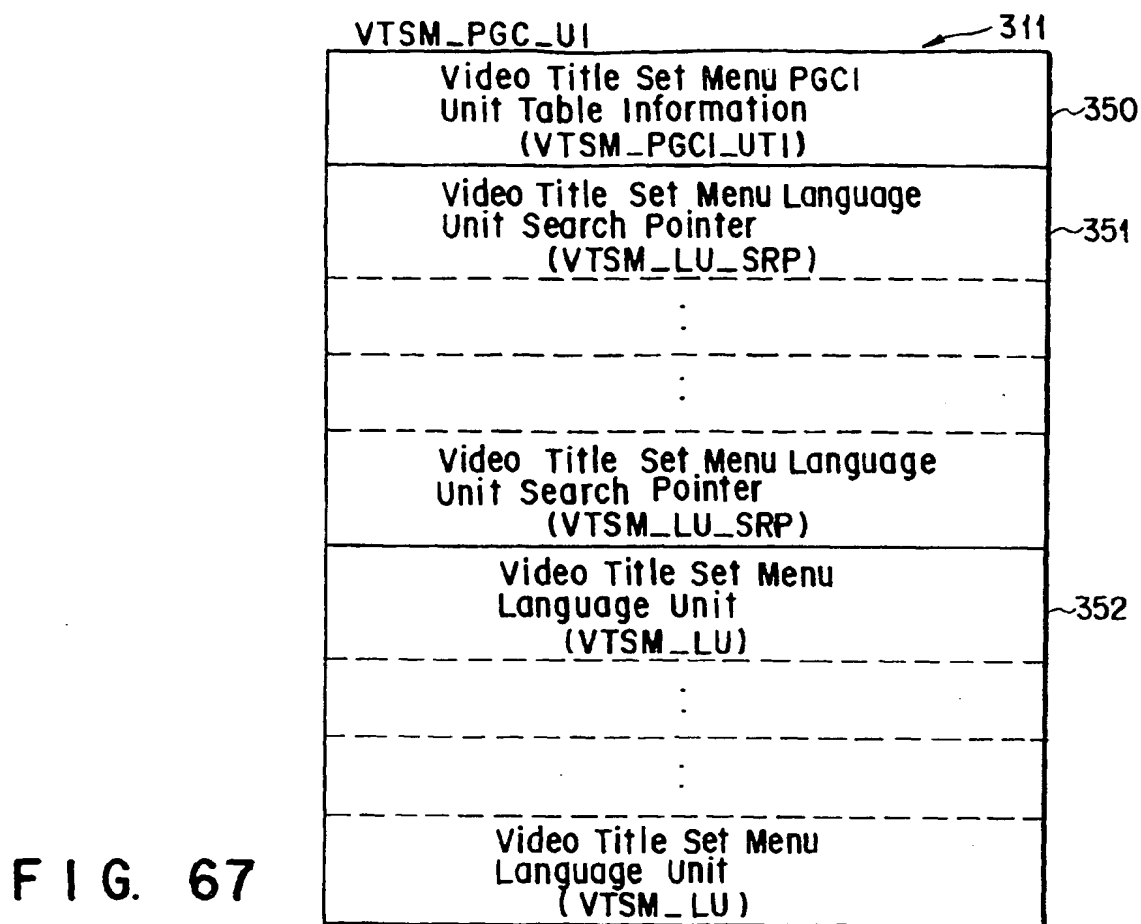 VTSM_PGC_UI
311
Video Title Set Menu PGCI
Unit Table Information
(VTSM_PGCI_UTI)
350
Video Title Set Menu Language
Unit Search Pointer
(VTSM_LU_SRP)
351
Video Title Set Menu Language
Unit Search Pointer
(VTSM_LU_SRP)
Video Title Set Menu
Language Unit
(VTSM_LU)
352
Video Title Set Menu
Language Unit
(VTSM_LU)
FIG. 67